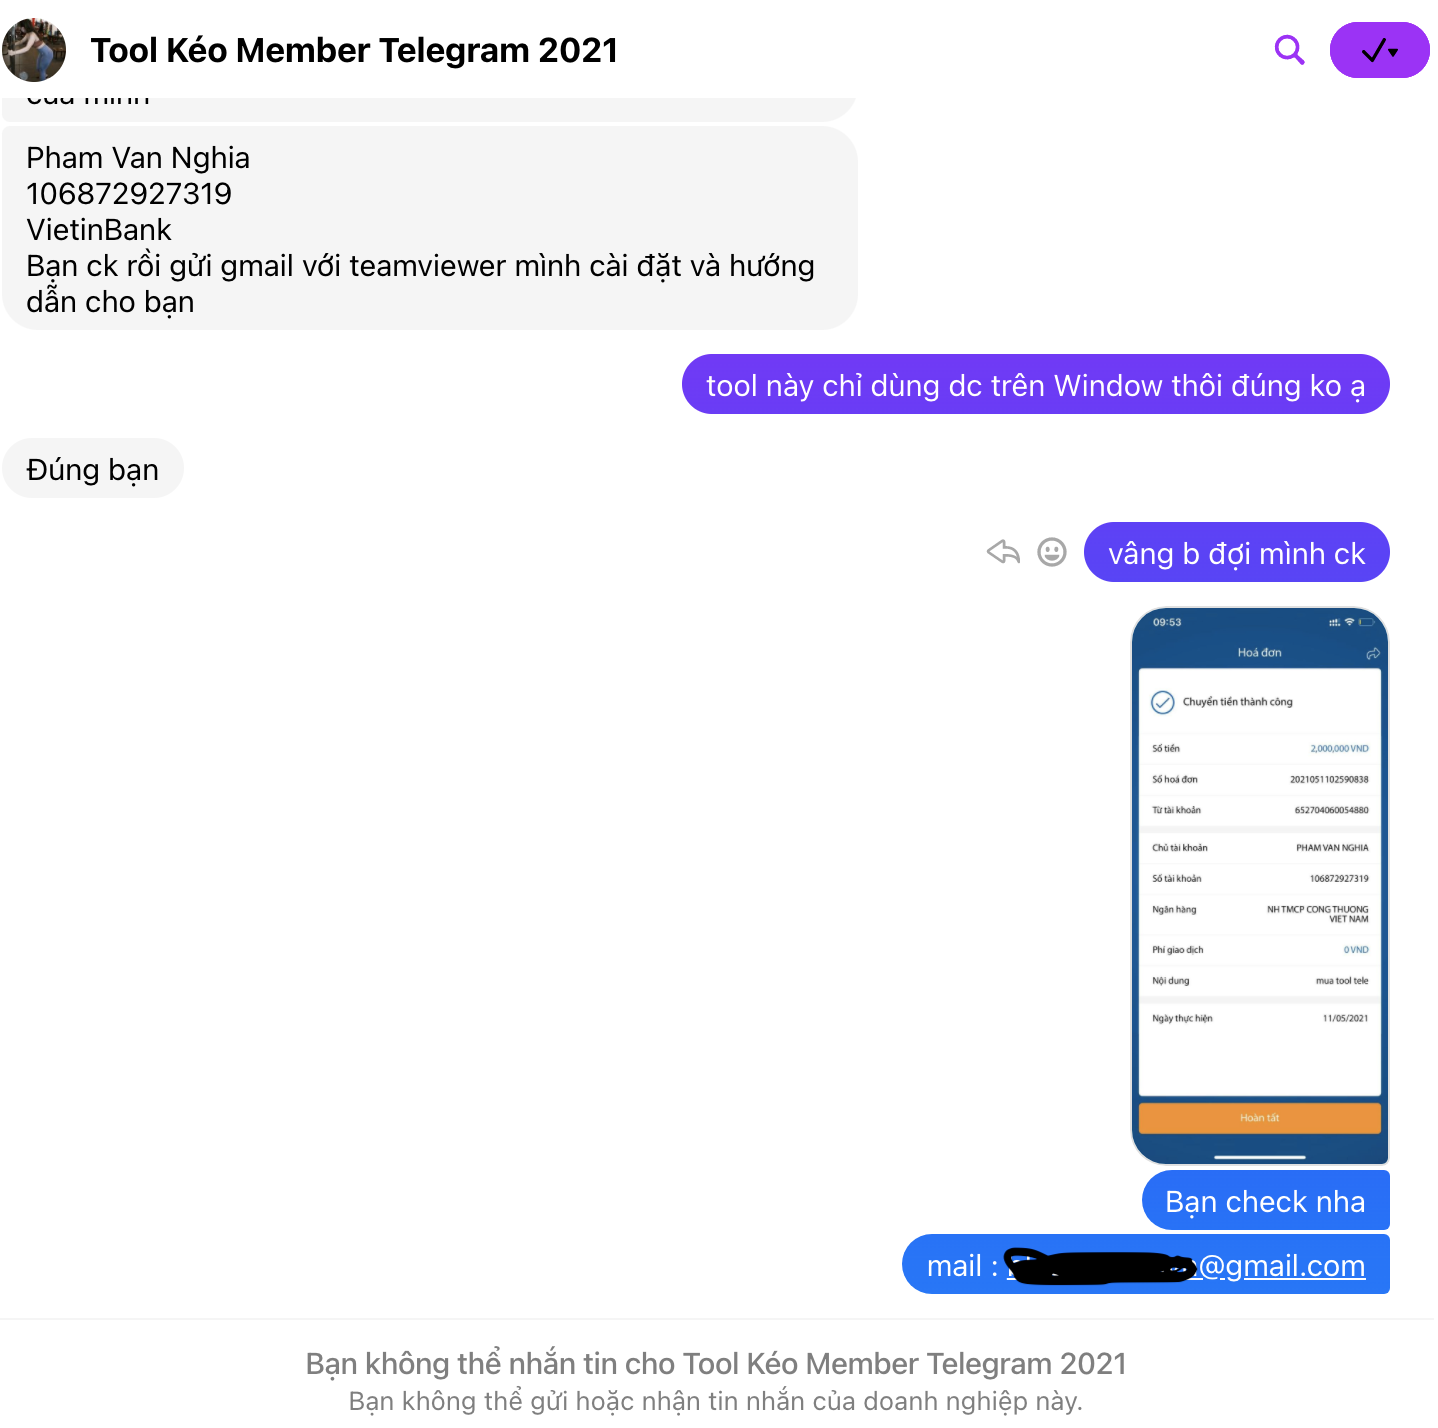 Tool Kéo Member Telegram 2021
của mình
Pham Van Nghia
106872927319
VietinBank
Bạn ck rồi gửi gmail với teamviewer mình cài đặt và hướng
dẫn cho bạn
tool này chỉ dùng dc trên Window thôi đúng ko ạ
Đúng bạn
vâng b đợi mình ck
09:53
Hoá đơn
Chuyển tiền thành công
Số tiền 2,000,000 VND
Số hoá đơn 2021051102590838
Từ tài khoản 652704060054880
Chủ tài khoản PHAM VAN NGHIA
Số tài khoản 106872927319
Ngân hàng NH TMCP CONG THUONG
VIET NAM
Phí giao dịch 0 VND
Nội dung mua tool tele
Ngày thực hiện 11/05/2021
Hoàn tất
Bạn check nha
mail : @gmail.com
Bạn không thể nhắn tin cho Tool Kéo Member Telegram 2021
Bạn không thể gửi hoặc nhận tin nhắn của doanh nghiệp này.